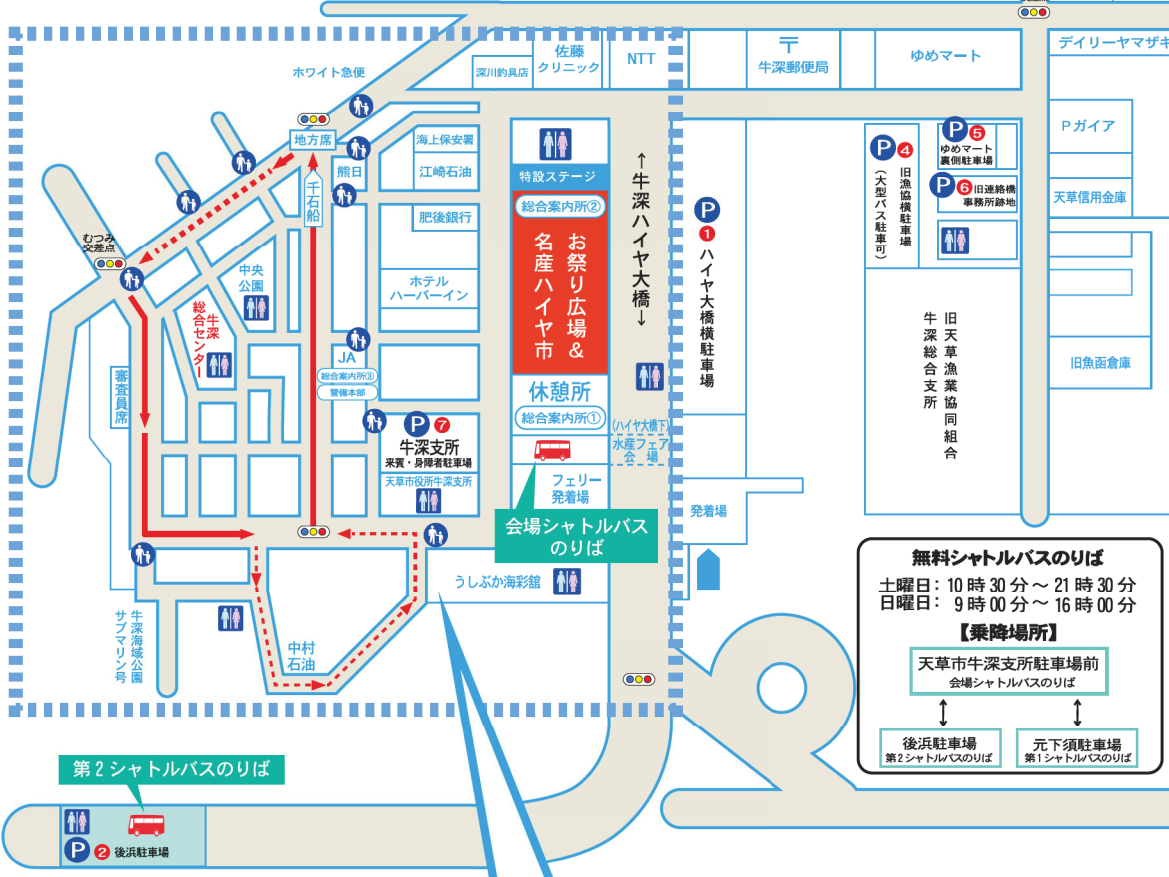 ホワイト急便
深川釣具店
佐藤
クリニック
NTT
〒
牛深郵便局
ゆめマート
デイリーヤマザキ
地方席
熊日
千石船
海上保安署
江崎石油
肥後銀行
ホテル
ハーバーイン
むつみ
交差点
中央
公園
牛深
総合センター
審査員席
JA
総合案内所③
警備本部
P 7
牛深支所
来賓・身障者駐車場
天草市役所牛深支所
特設ステージ
総合案内所②
お祭り広場&
名産ハイヤ市
休憩所
総合案内所①
フェリー
発着場
会場シャトルバス
のりば
←牛深ハイヤ大橋→
(ハイヤ大橋下)
水産フェア
会場
P 1 ハイヤ大橋横駐車場
発着場
P 4
旧漁協横駐車場
(大型バス駐車可)
P 5
ゆめマート
裏側駐車場
P 6 旧連絡橋
事務所跡地
旧天草漁業協同組合
牛深総合支所
Pガイア
天草信用金庫
旧魚函倉庫
うしぶか海彩舘
中村
石油
牛深海域公園
サブマリン号
第2シャトルバスのりば
P 2 後浜駐車場
無料シャトルバスのりば
土曜日:10時30分～21時30分
日曜日: 9時00分～16時00分
【乗降場所】
天草市牛深支所駐車場前
会場シャトルバスのりば
後浜駐車場
第2シャトルバスのりば
元下須駐車場
第1シャトルバスのりば